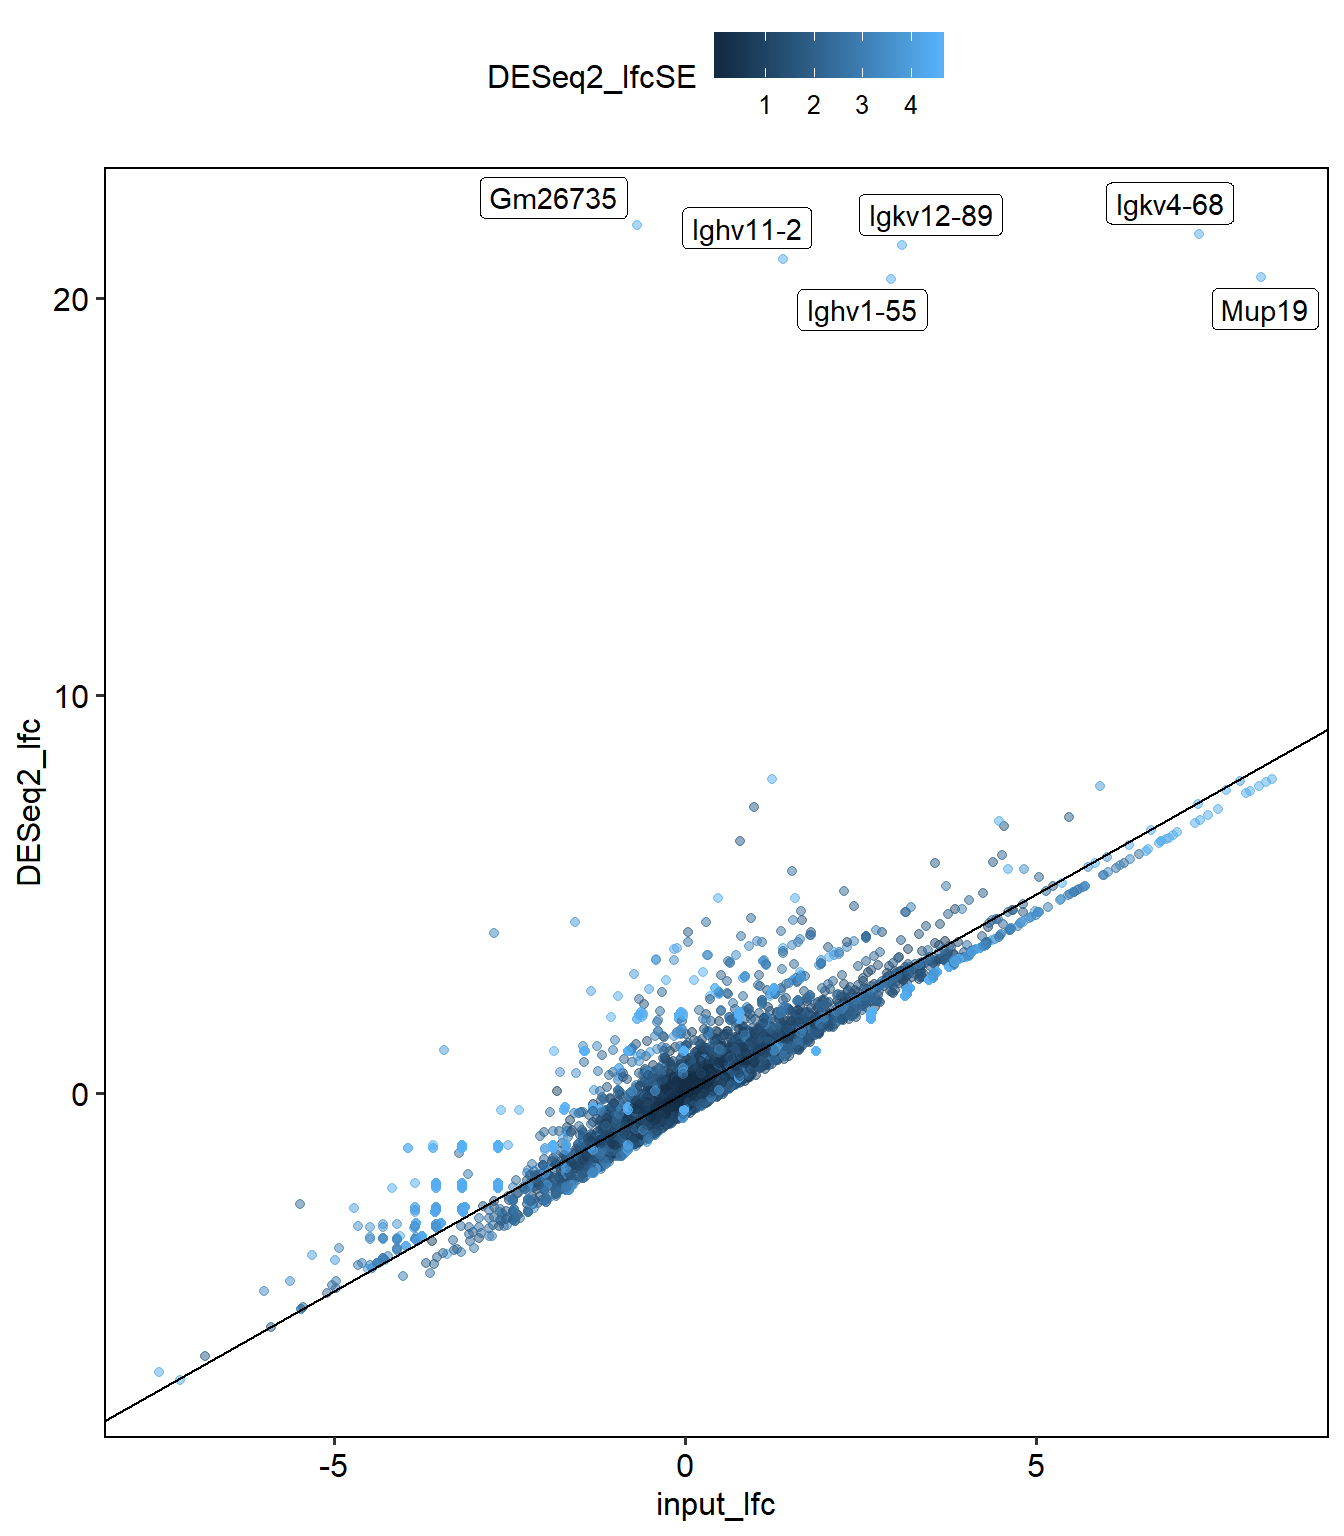 DESeq2_lfcSE
1 2 3 4
Gm26735
Ighv11-2
Igkv12-89
Igkv4-68
Ighv1-55
Mup19
20
10
0
DESeq2_lfc
-5 0 5
input_lfc